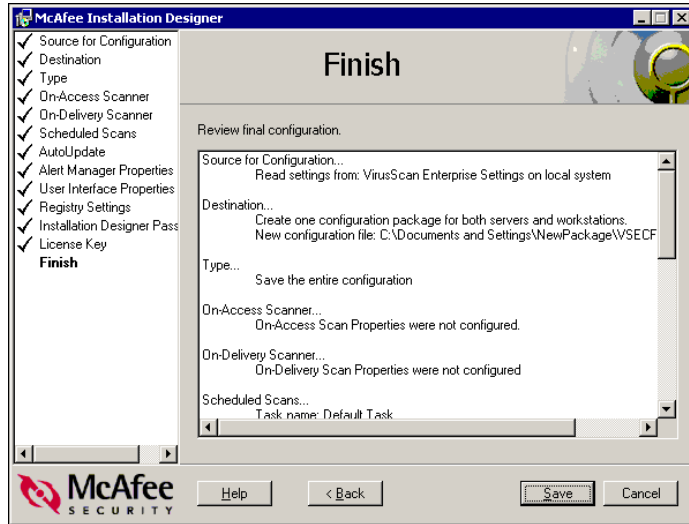 McAfee Installation Designer
Source for Configuration
Destination
Type
On-Access Scanner
On-Delivery Scanner
Scheduled Scans
AutoUpdate
Alert Manager Properties
User Interface Properties
Registry Settings
Installation Designer Pass
License Key
Finish
Finish
Review final configuration.
Source for Configuration...
Read settings from: VirusScan Enterprise Settings on local system
Destination...
Create one configuration package for both servers and workstations.
New configuration file: C:\Documents and Settings\NewPackage\VSECF
Type...
Save the entire configuration
On-Access Scanner...
On-Access Scan Properties were not configured.
On-Delivery Scanner...
On-Delivery Scan Properties were not configured
Scheduled Scans...
Task name: Default Task
McAfee
SECURITY
Help
< Back
Save
Cancel